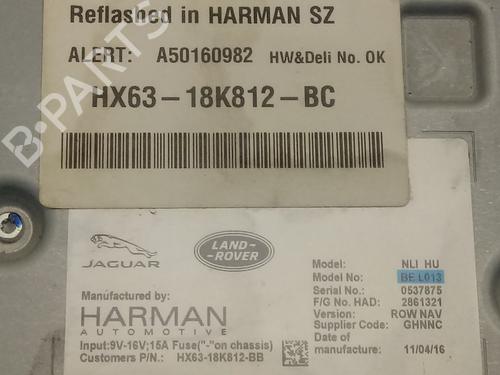 Reflashed in HARMAN SZ
ALERT: A50160982 HW&Deli No. OK
HX63-18K812-BC
JAGUAR
LAND-
ROVER
Manufactured by:
HARMAN
AUTOMOTIVE
Input:9V-16V;15A Fuse("-"on chassis)
Customers P/N.: HX63-18K812-BB
Model: NLI HU
Model No: BE L013
Serial No.: 0537875
F/G No. HAD: 2861321
Version: ROW NAV
Supplier Code: GHNNC
Date of
manufacture: 11/04/16
B-PARTS